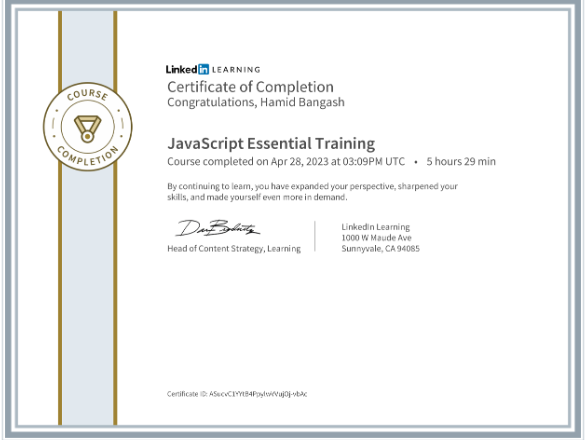 COURSE
COMPLETION
Linked in LEARNING
Certificate of Completion
Congratulations, Hamid Bangash
JavaScript Essential Training
Course completed on Apr 28, 2023 at 03:09PM UTC • 5 hours 29 min
By continuing to learn, you have expanded your perspective, sharpened your
skills, and made yourself even more in demand.
Head of Content Strategy, Learning
LinkedIn Learning
1000 W Maude Ave
Sunnyvale, CA 94085
Certificate ID: